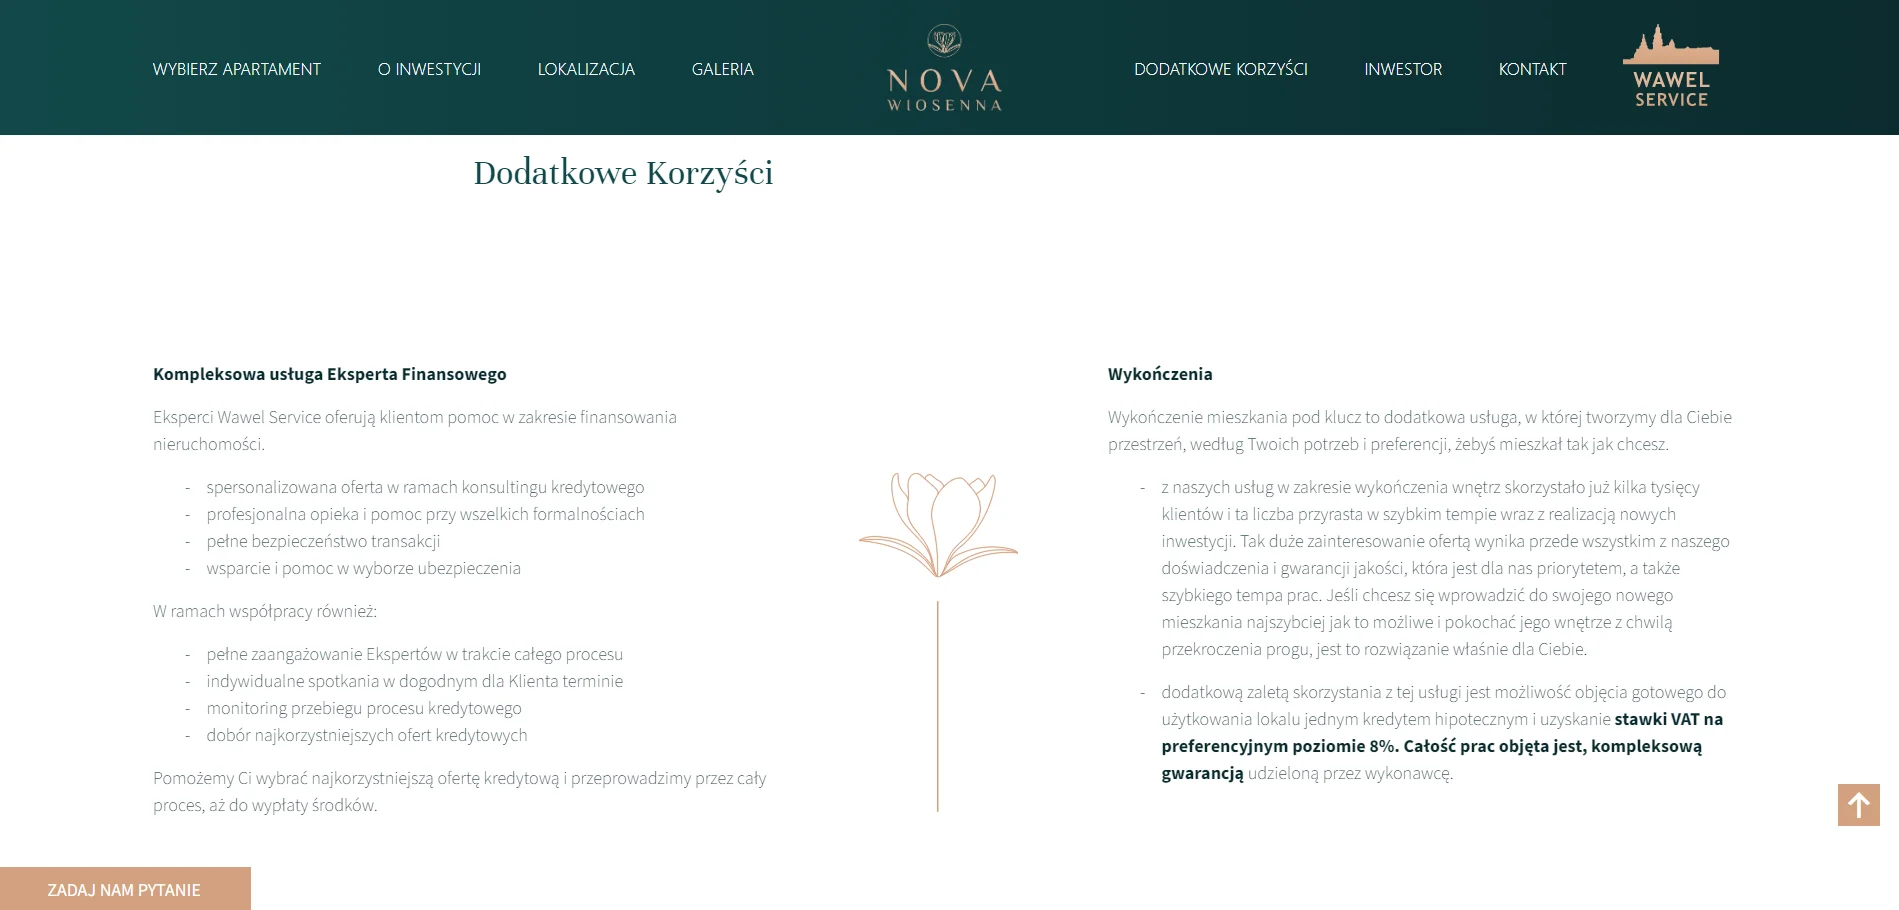 WYBIERZ APARTAMENT
O INWESTYCJI
LOKALIZACJA
GALERIA
NOVA
WIOSENNA
DODATKOWE KORZYŚCI
INWESTOR
KONTAKT
WAWEL
SERVICE
Dodatkowe Korzyści
Kompleksowa usługa Eksperta Finansowego
Eksperci Wawel Service oferują klientom pomoc w zakresie finansowania
nieruchomości.
- spersonalizowana oferta w ramach konsultingu kredytowego
- profesjonalna opieka i pomoc przy wszelkich formalnościach
- pełne bezpieczeństwo transakcji
- wsparcie i pomoc w wyborze ubezpieczenia
W ramach współpracy również:
- pełne zaangażowanie Ekspertów w trakcie całego procesu
- indywidualne spotkania w dogodnym dla Klienta terminie
- monitoring przebiegu procesu kredytowego
- dobór najkorzystniejszych ofert kredytowych
Pomożemy Ci wybrać najkorzystniejszą ofertę kredytową i przeprowadzimy przez cały
proces, aż do wypłaty środków.
Wykończenia
Wykończenie mieszkania pod klucz to dodatkowa usługa, w której tworzymy dla Ciebie
przestrzeń, według Twoich potrzeb i preferencji, żebyś mieszkał tak jak chcesz.
- z naszych usług w zakresie wykończenia wnętrz skorzystało już kilka tysięcy
klientów i ta liczba przyrasta w szybkim tempie wraz z realizacją nowych
inwestycji. Tak duże zainteresowanie ofertą wynika przede wszystkim z naszego
doświadczenia i gwarancji jakości, która jest dla nas priorytetem, a także
szybkiego tempa prac. Jeśli chcesz się wprowadzić do swojego nowego
mieszkania najszybciej jak to możliwe i pokochać jego wnętrze z chwilą
przekroczenia progu, jest to rozwiązanie właśnie dla Ciebie.
- dodatkową zaletą skorzystania z tej usługi jest możliwość objęcia gotowego do
użytkowania lokalu jednym kredytem hipotecznym i uzyskanie stawki VAT na
preferencyjnym poziomie 8%. Całość prac objęta jest, kompleksową
gwarancją udzieloną przez wykonawcę.
ZADAJ NAM PYTANIE